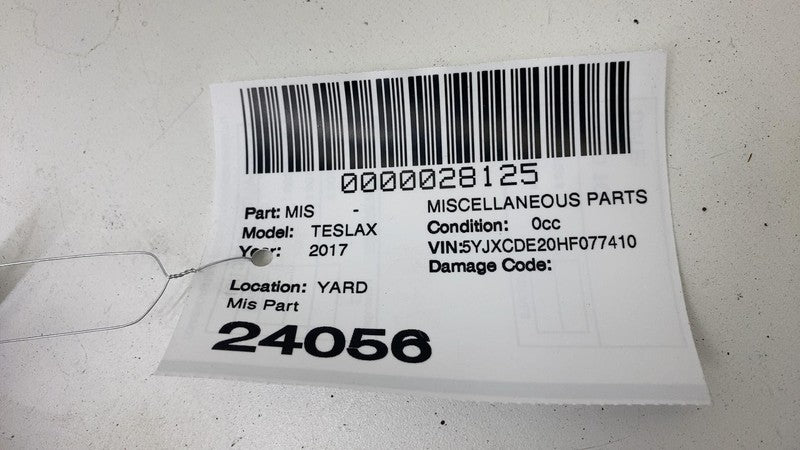 0000028125
Part: MIS - MISCELLANEOUS PARTS
Model: TESLAX Condition: 0cc
Year: 2017 VIN:5YJXCDE20HF077410
Damage Code:
Location: YARD
Mis Part
24056